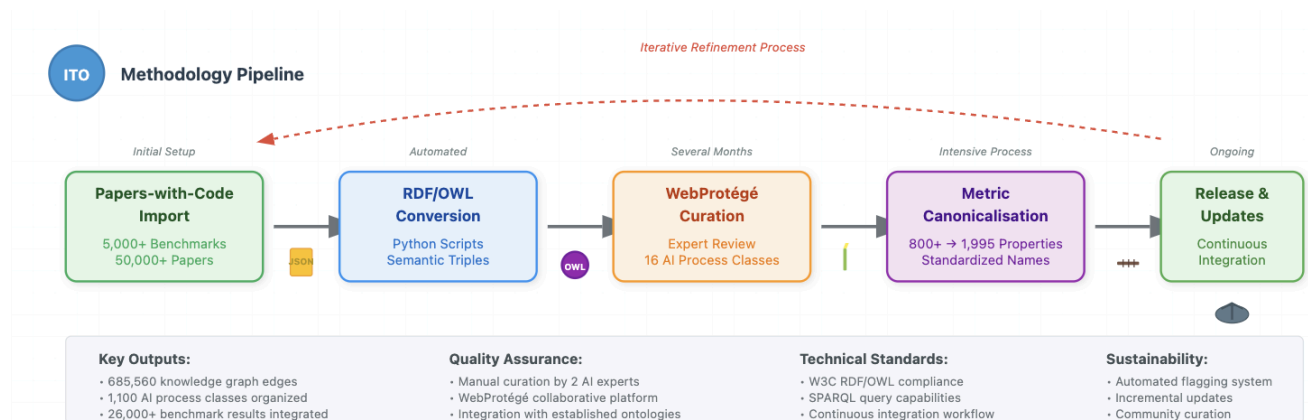 Iterative Refinement Process
ITO
Methodology Pipeline
Initial Setup
Automated
Several Months
Intensive Process
Ongoing
Papers-with-Code
Import
5,000+ Benchmarks
50,000+ Papers
JSON
RDF/OWL
Conversion
Python Scripts
Semantic Triples
OWL
WebProtégé
Curation
Expert Review
16 AI Process Classes
Metric
Canonicalisation
800+ → 1,995 Properties
Standardized Names
Release &
Updates
Continuous
Integration
Key Outputs:
• 685,560 knowledge graph edges
• 1,100 AI process classes organized
• 26,000+ benchmark results integrated
Quality Assurance:
• Manual curation by 2 AI experts
• WebProtégé collaborative platform
• Integration with established ontologies
Technical Standards:
• W3C RDF/OWL compliance
• SPARQL query capabilities
• Continuous integration workflow
Sustainability:
• Automated flagging system
• Incremental updates
• Community curation